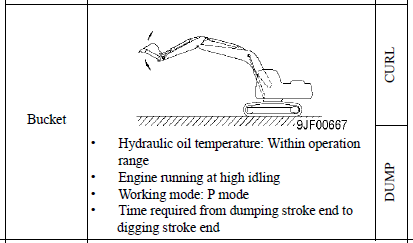 Bucket
9JF00667
• Hydraulic oil temperature: Within operation
range
• Engine running at high idling
• Working mode: P mode
• Time required from dumping stroke end to
digging stroke end
CURL
DUMP